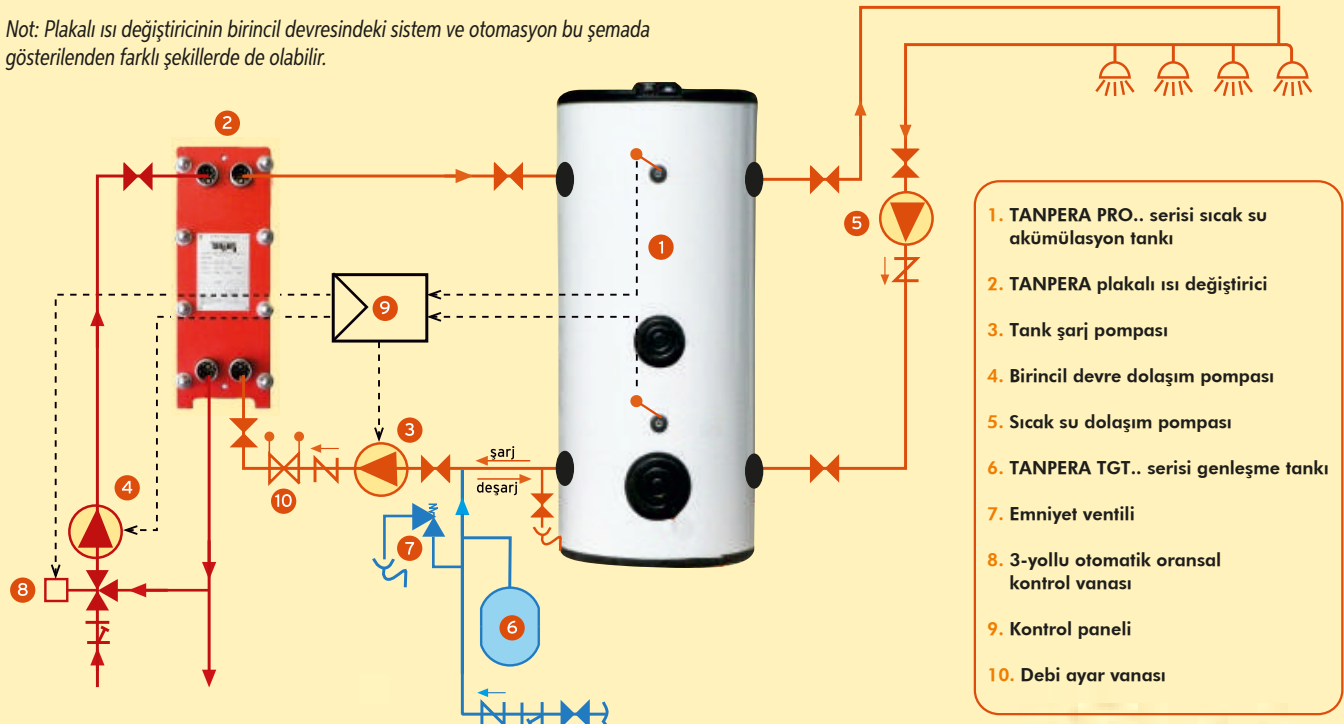 Not: Plakalı ısı değiştiricinin birincil devresindeki sistem ve otomasyon bu şemada
gösterilenden farklı şekillerde de olabilir.
2
5
1
9
3
şarj
deşarj
10
4
7
8
6
1. TANPERA PRO.. serisi sıcak su
akümülasyon tankı
2. TANPERA plakalı ısı değiştirici
3. Tank şarj pompası
4. Birincil devre dolaşım pompası
5. Sıcak su dolaşım pompası
6. TANPERA TGT.. serisi genleşme tankı
7. Emniyet ventili
8. 3-yollu otomatik oransal
kontrol vanası
9. Kontrol paneli
10. Debi ayar vanası